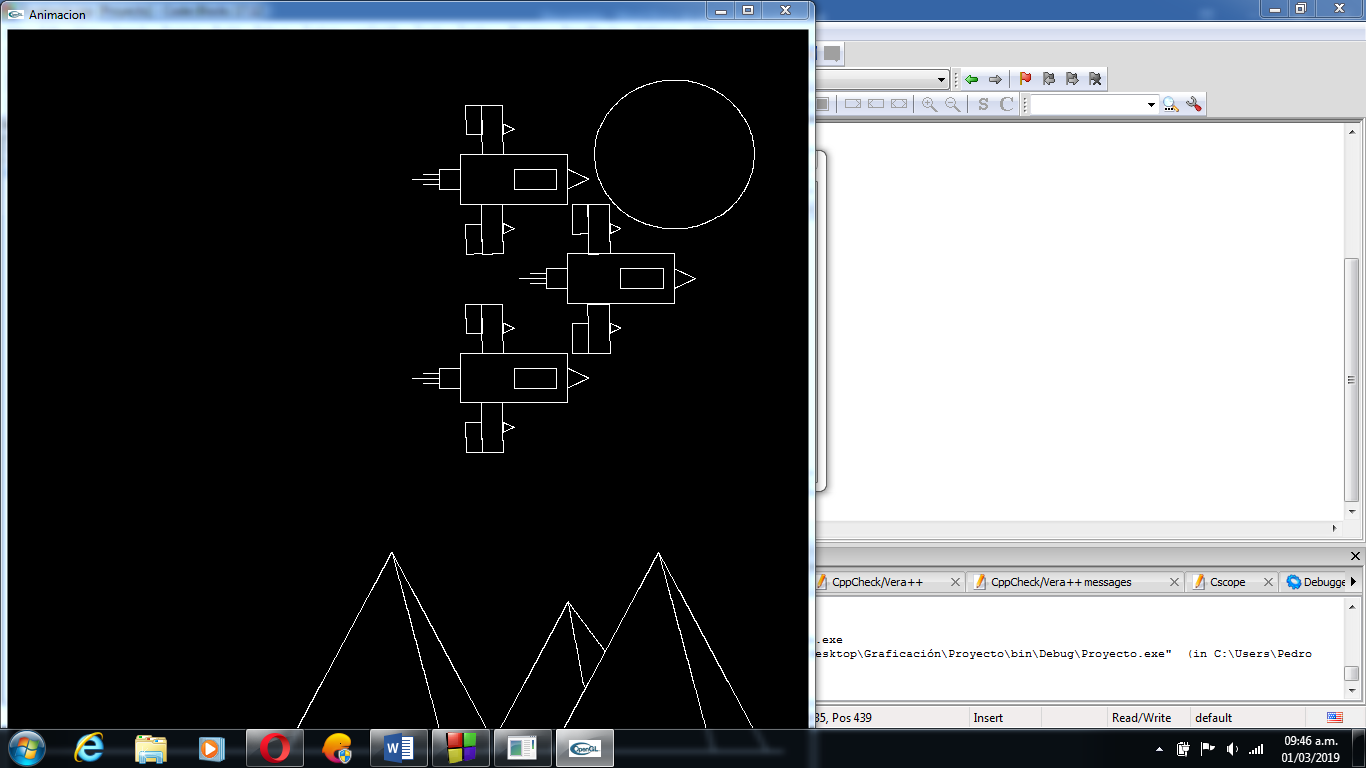 Animacion
S C
CppCheck/Vera++
CppCheck/Vera++ messages
Cscope
Debugge
.exe
esktop\Graficación\Proyecto\bin\Debug\Proyecto.exe" (in C:\Users\Pedro
35, Pos 439
Insert
Read/Write
default
OpenGL
09:46 a.m.
01/03/2019